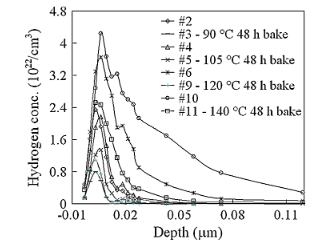 4.8
4
3.2
2.4
1.6
0.8
0
-0.01
0.02
0.05
0.08
0.11
Hydrogen conc. (10²²/cm³)
Depth (μm)
#2
#3 - 90 °C 48 h bake
#4
#5 - 105 °C 48 h bake
#6
#9 - 120 °C 48 h bake
#10
#11 - 140 °C 48 h bake